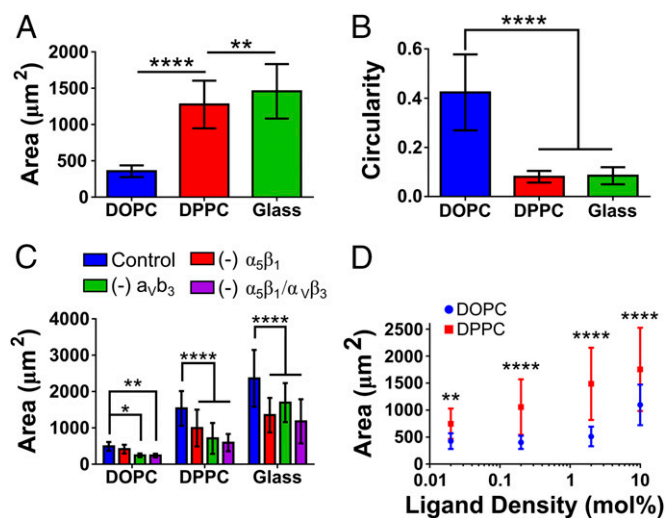 A
Area (μm²)
2000
1500
1000
500
0
****
**
DOPC DPPC Glass
B
Circularity
0.6
0.4
0.2
0.0
****
DOPC DPPC Glass
C
Control (-) α₅β₁
(-) aᵥb₃ (-) α₅β₁/αᵥβ₃
Area (μm²)
4000
3000
2000
1000
0
**
*
****
****
DOPC DPPC Glass
D
DOPC
DPPC
Area (μm²)
2500
2000
1500
1000
500
0
**
****
****
****
0.01 0.1 1 10
Ligand Density (mol%)